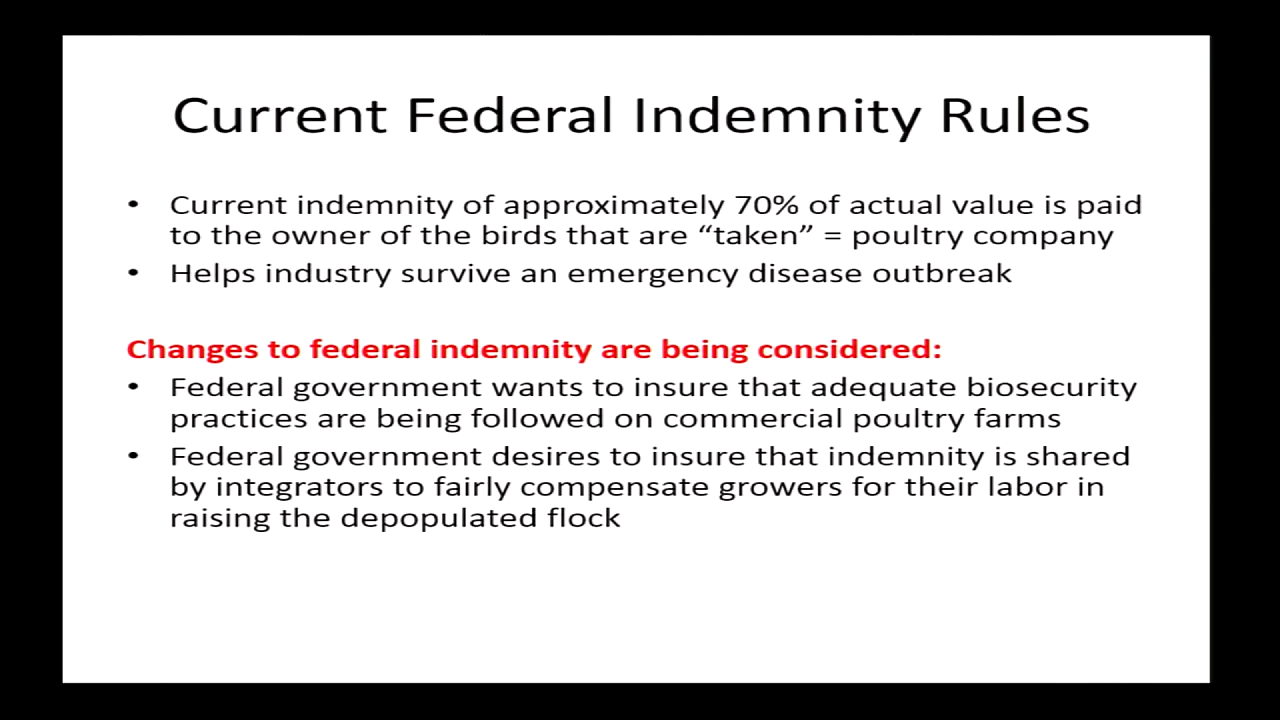 Current Federal Indemnity Rules
• Current indemnity of approximately 70% of actual value is paid
to the owner of the birds that are “taken” = poultry company
• Helps industry survive an emergency disease outbreak
Changes to federal indemnity are being considered:
• Federal government wants to insure that adequate biosecurity
practices are being followed on commercial poultry farms
• Federal government desires to insure that indemnity is shared
by integrators to fairly compensate growers for their labor in
raising the depopulated flock